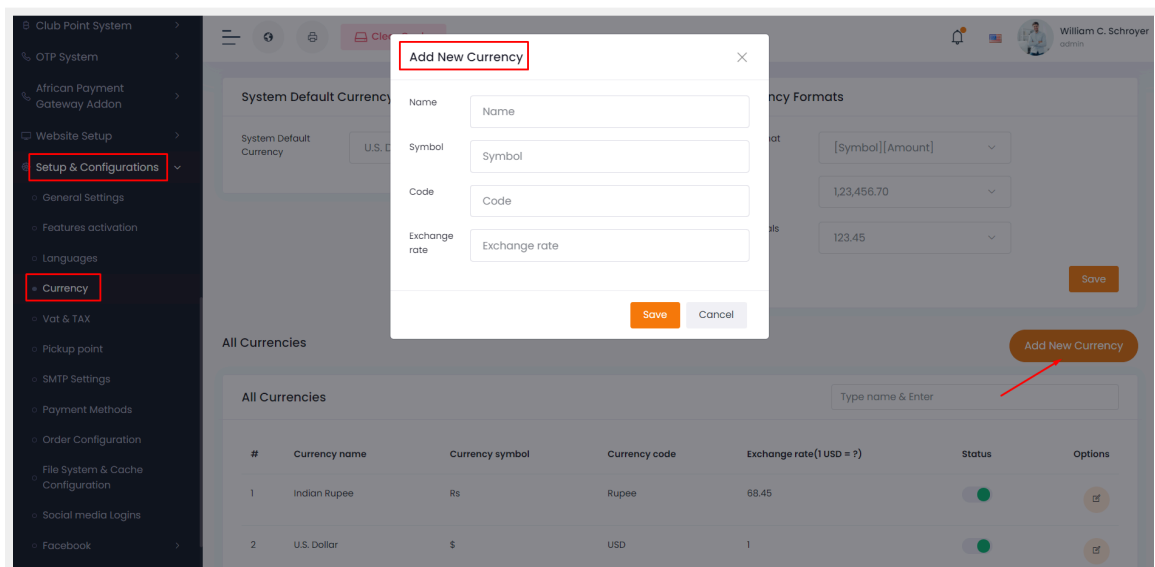 Club Point System
OTP System
African Payment
Gateway Addon
Website Setup
Setup & Configurations
General Settings
Features activation
Languages
Currency
Vat & TAX
Pickup point
SMTP Settings
Payment Methods
Order Configuration
File System & Cache
Configuration
Social media Logins
Facebook
William C. Schroyer
admin
System Default Currency
System Default
Currency
Add New Currency
Name
Name
Symbol
Symbol
Code
Code
Exchange
rate
Exchange rate
Save
Cancel
Formats
[Symbol][Amount]
1,23,456.70
123.45
Save
All Currencies
Add New Currency
All Currencies
Type name & Enter
# Currency name Currency symbol Currency code Exchange rate(1 USD = ?) Status Options
1 Indian Rupee Rs Rupee 68.45
2 U.S. Dollar $ USD 1